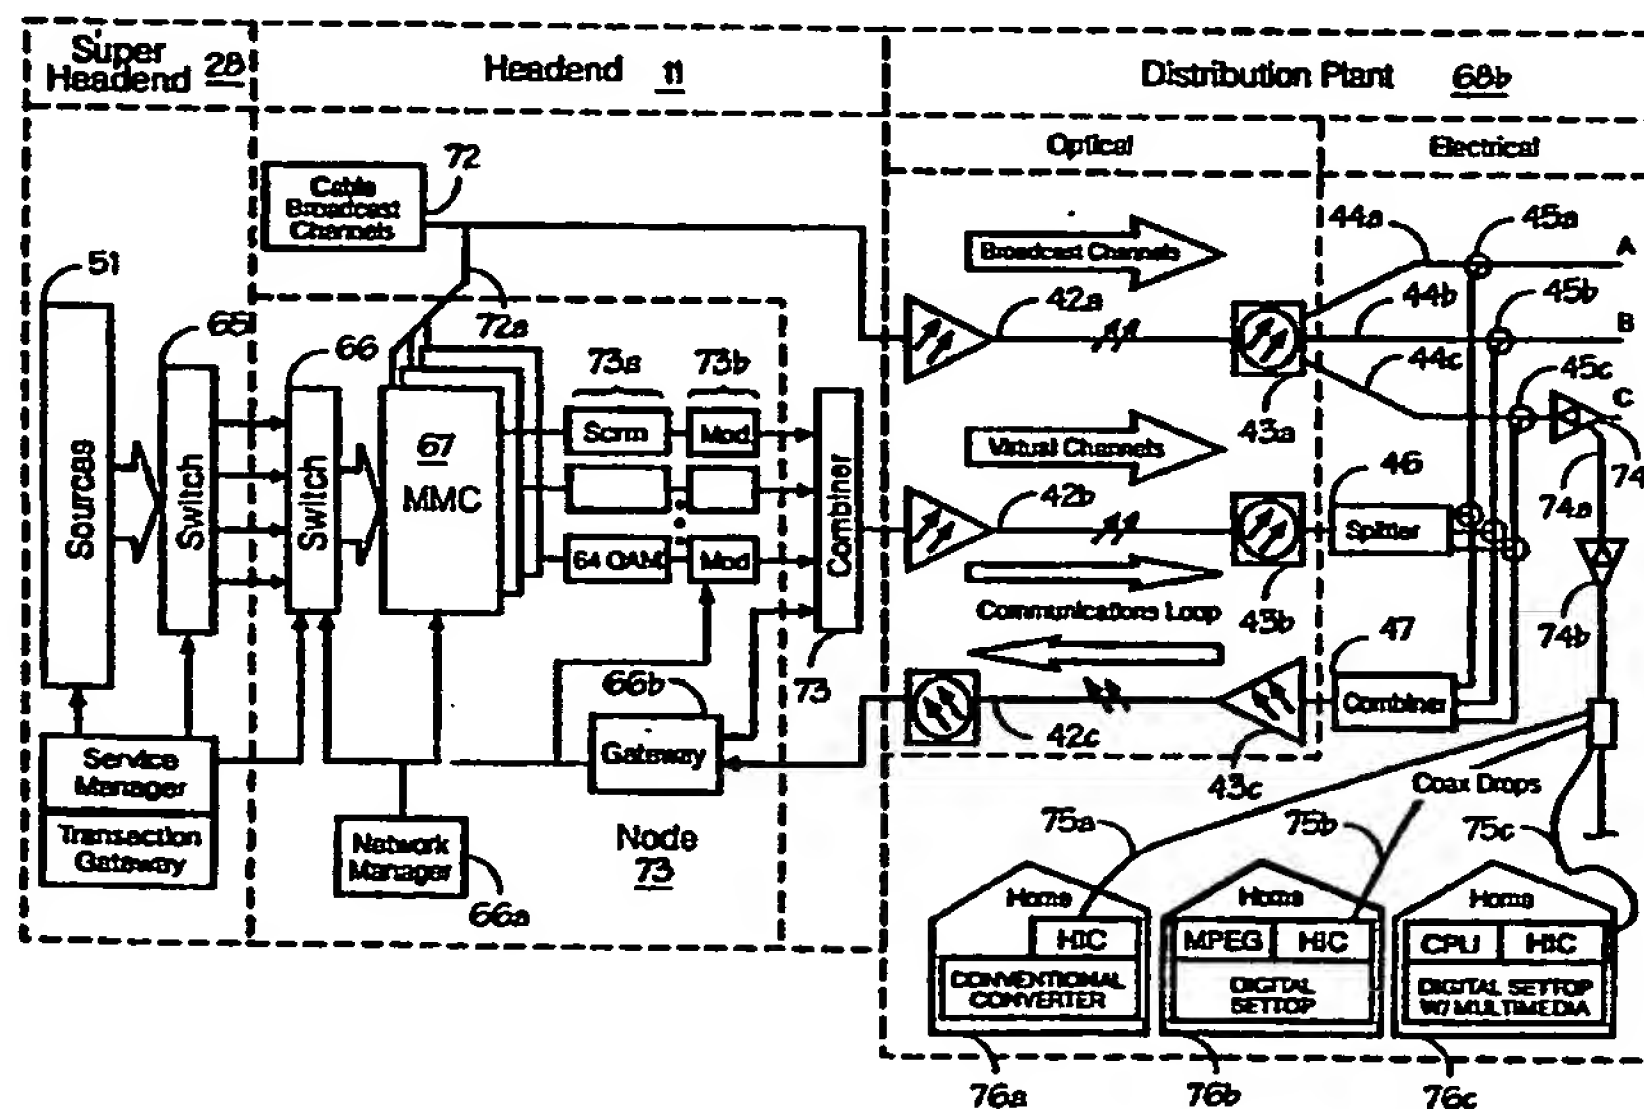 Super
Headend 28
Headend 11
Distribution Plant 68b
Optical
Electrical
72
Cable
Broadcast
Channels
72a
51
Sources
65
Switch
66
Switch
67
MMC
73a
73b
Scrm
Mod
64 QAM
Mod
Combiner
73
Broadcast Channels
42a
43a
44a
44b
44c
45a
45b
45c
A
B
C
74
74a
74b
Virtual Channels
42b
43b
46
Splitter
Communications Loop
47
Combiner
42c
43c
66b
Gateway
Service
Manager
Transaction
Gateway
Network
Manager
66a
Node
73
Coax Drops
75a
75b
75c
Home
HIC
CONVENTIONAL
CONVERTER
76a
Home
MPEG
HIC
DIGITAL
SETTOP
76b
Home
CPU
HIC
DIGITAL SETTOP
W/ MULTIMEDIA
76c